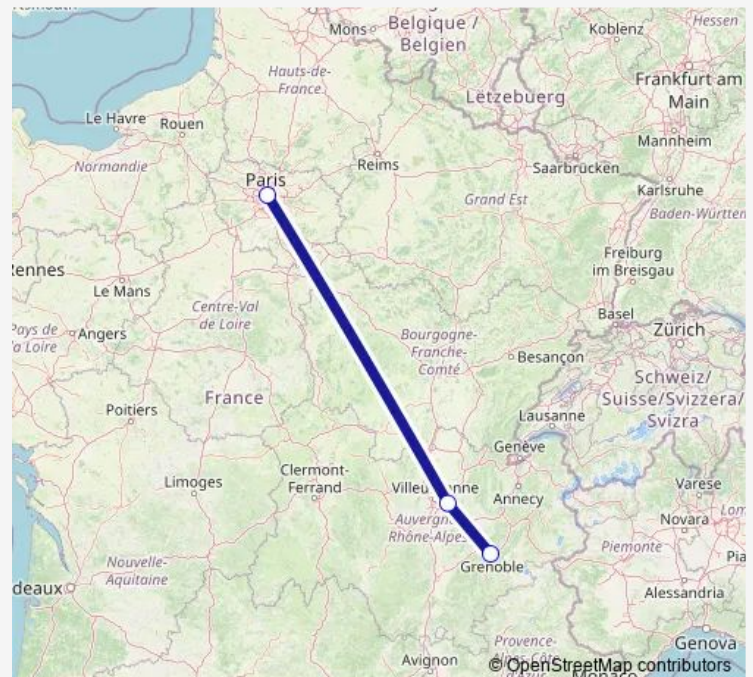 Mons
Belgique /
Belgien
Koblenz
Hessen
Hauts-de-
France
Lëtzebuerg
Frankfurt am
Main
Le Havre
Rouen
Mannheim
Normandie
Reims
Saarbrücken
Paris
Karlsruhe
Grand Est
Baden-Württem
Freiburg
im Breisgau
Le Mans
Centre-Val
de Loire
Basel
Zürich
Pays de
Angers
Bourgogne-
Franche-
Comté
Besançon
Schweiz/
Suisse/Svizzera/
Svizra
France
Poitiers
Lausanne
Genève
Clermont-
Ferrand
Limoges
Annecy
Varese
Rhône-Alpes
Novara
Grenoble
Piemonte
Nouvelle-
Aquitaine
Alessandria
Genova
Provence-
Avignon
© OpenStreetMap contributors